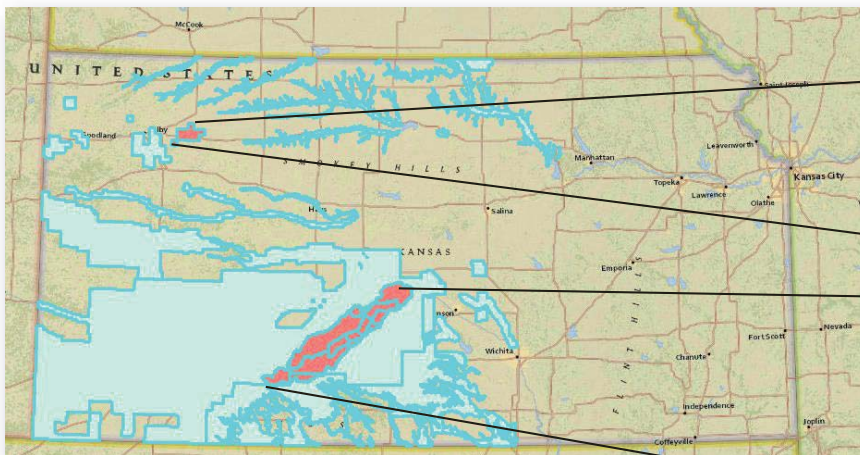 McCook
UNITED STATES
Saint Joseph
Goodland
lby
Leavenworth
SMOKEY HILLS
Manhattan
Kansas City
Topeka
Lawrence
Olathe
Salina
KANSAS
Emporia
FLINT HILLS
nson
Fort Scott
Nevada
Wichita
Chanute
Independence
Joplin
Coffeyville